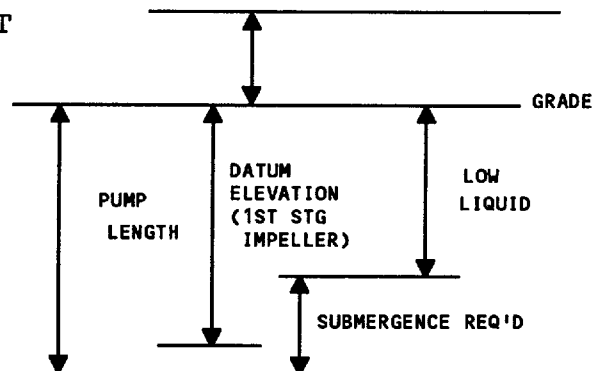 T
GRADE
DATUM
ELEVATION
(1ST STG
IMPELLER)
PUMP
LENGTH
LOW
LIQUID
SUBMERGENCE REQ'D